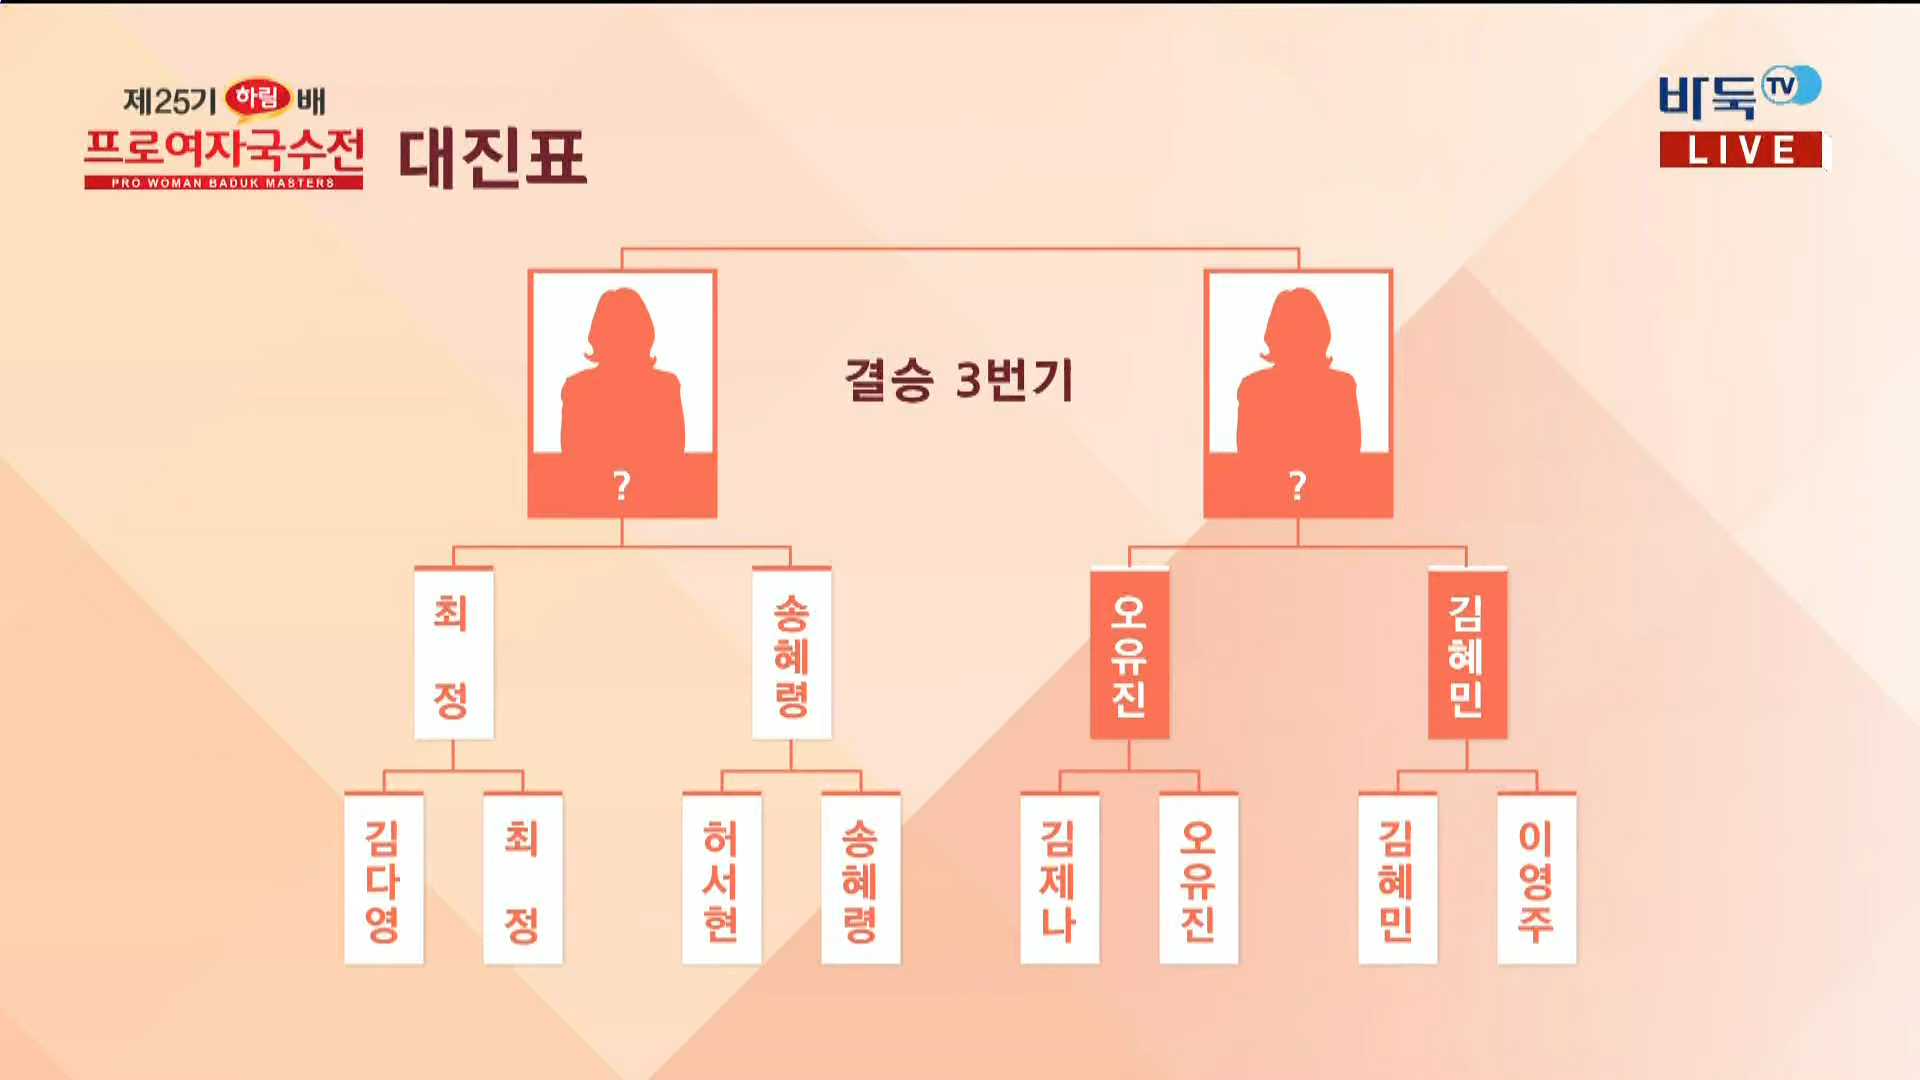 제25기 하림 배
프로여자국수전
PRO WOMAN BADUK MASTERS
대진표
바둑TV
LIVE
결승 3번기
?
?
최 정
송혜령
오유진
김혜민
김다영
최 정
허서현
송혜령
김제나
오유진
김혜민
이영주